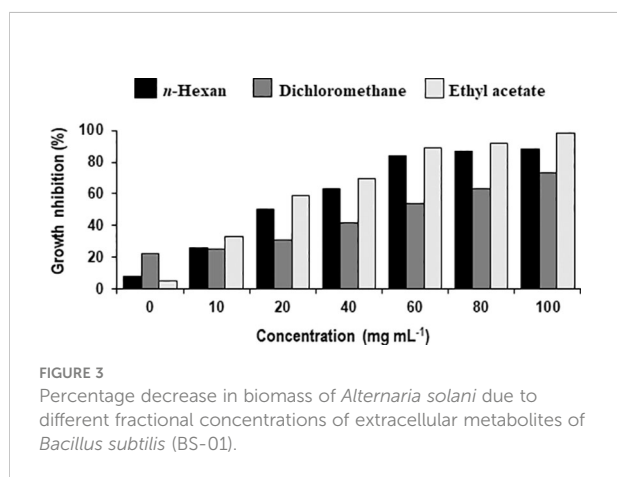 n-Hexan Dichloromethane Ethyl acetate
Growth nhibition (%)
100
80
60
40
20
0
0 10 20 40 60 80 100
Concentration (mg mL⁻¹)
FIGURE 3
Percentage decrease in biomass of Alternaria solani due to
different fractional concentrations of extracellular metabolites of
Bacillus subtilis (BS-01).